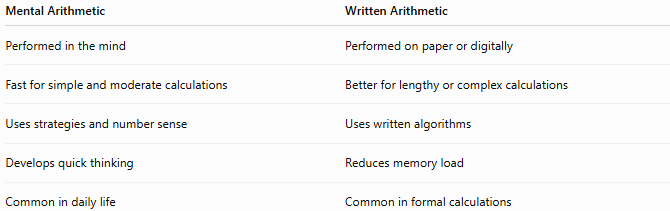 Mental Arithmetic Written Arithmetic
Performed in the mind Performed on paper or digitally
Fast for simple and moderate calculations Better for lengthy or complex calculations
Uses strategies and number sense Uses written algorithms
Develops quick thinking Reduces memory load
Common in daily life Common in formal calculations